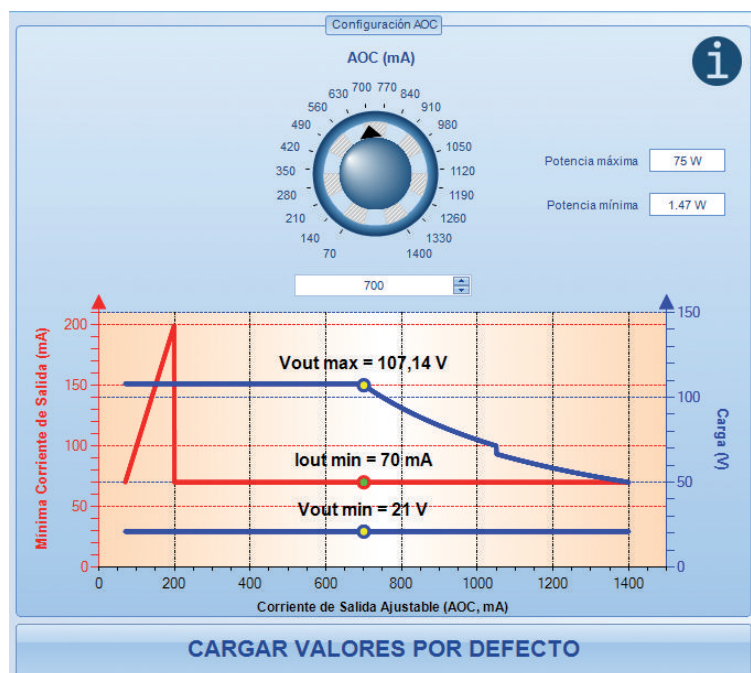 Configuración AOC
AOC (mA)
70
140
210
280
350
420
490
560
630
700
770
840
910
980
1050
1120
1190
1260
1330
1400
i
Potencia máxima 75 W
Potencia mínima 1.47 W
700
Mínima Corriente de Salida (mA)
200
150
100
50
0
Vout max = 107,14 V
Iout min = 70 mA
Vout min = 21 V
150
100
50
0
Carga (V)
0 200 400 600 800 1000 1200 1400
Corriente de Salida Ajustable (AOC, mA)
CARGAR VALORES POR DEFECTO